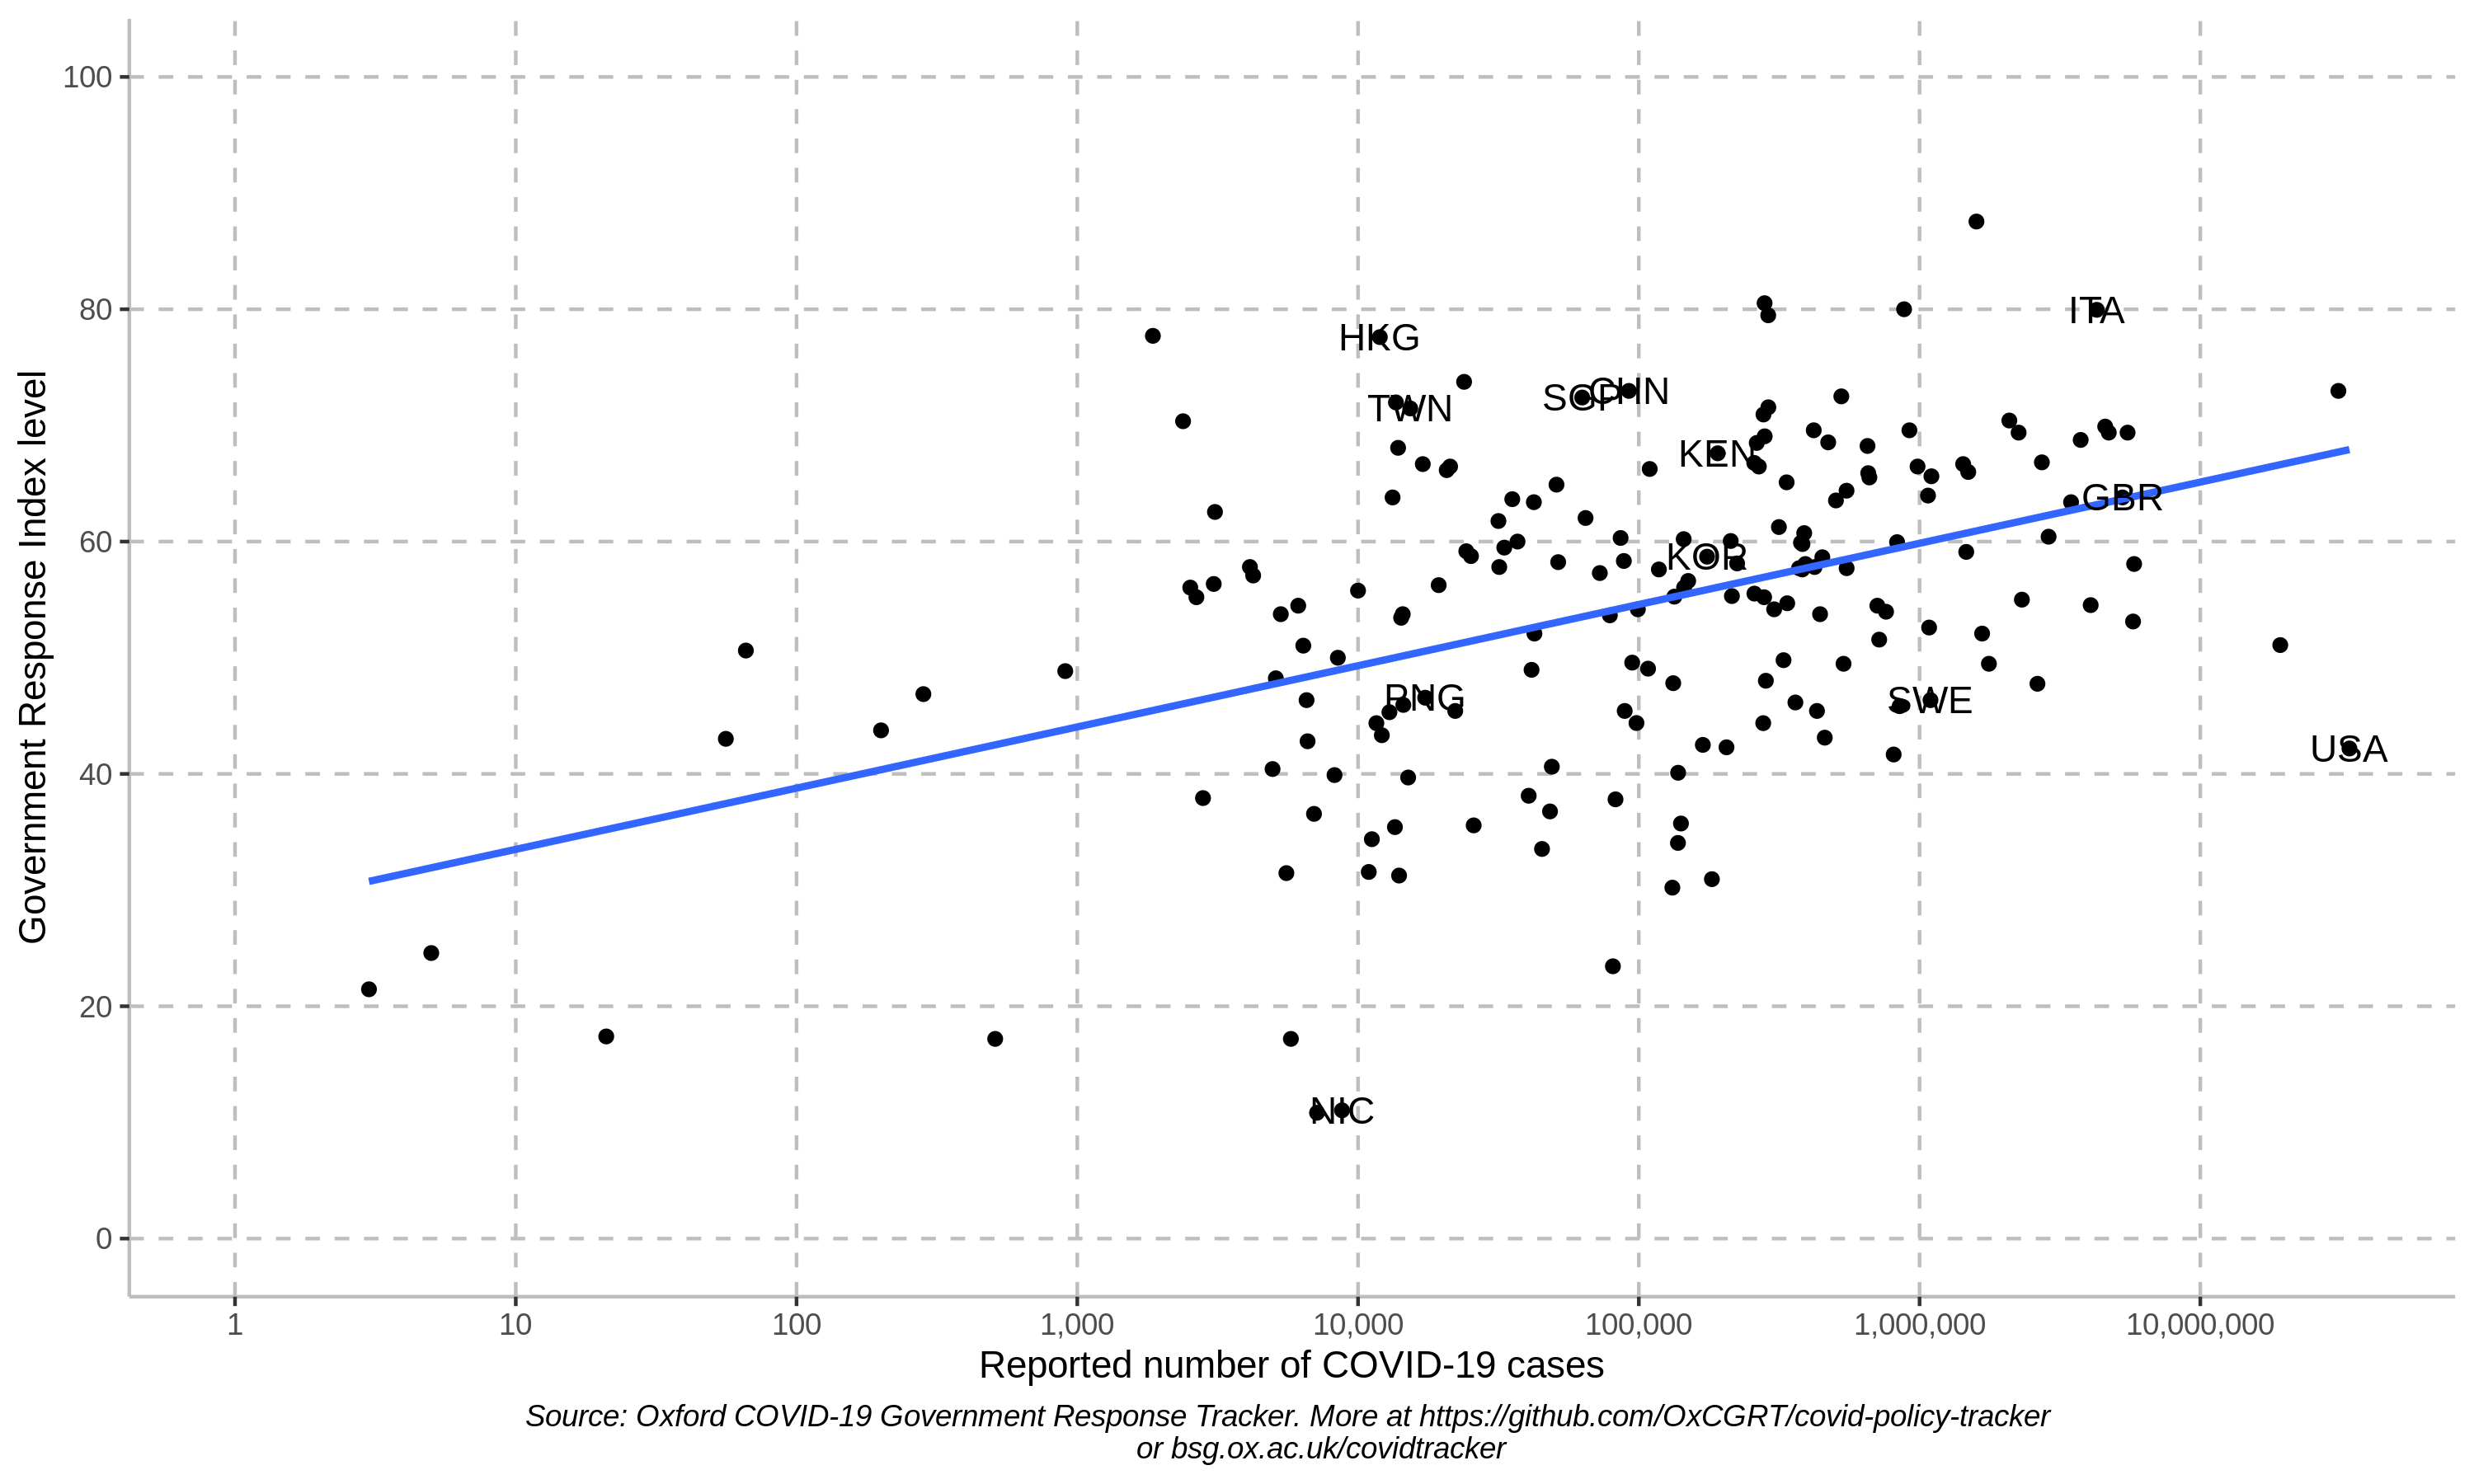 Government Response Index level
100
80
60
40
20
0
HKG
ITA
TWN
SGP
CHN
KEN
GBR
KOR
PNG
SWE
USA
NIC
1
10
100
1,000
10,000
100,000
1,000,000
10,000,000
Reported number of COVID-19 cases
Source: Oxford COVID-19 Government Response Tracker. More at https://github.com/OxCGRT/covid-policy-tracker
or bsg.ox.ac.uk/covidtracker